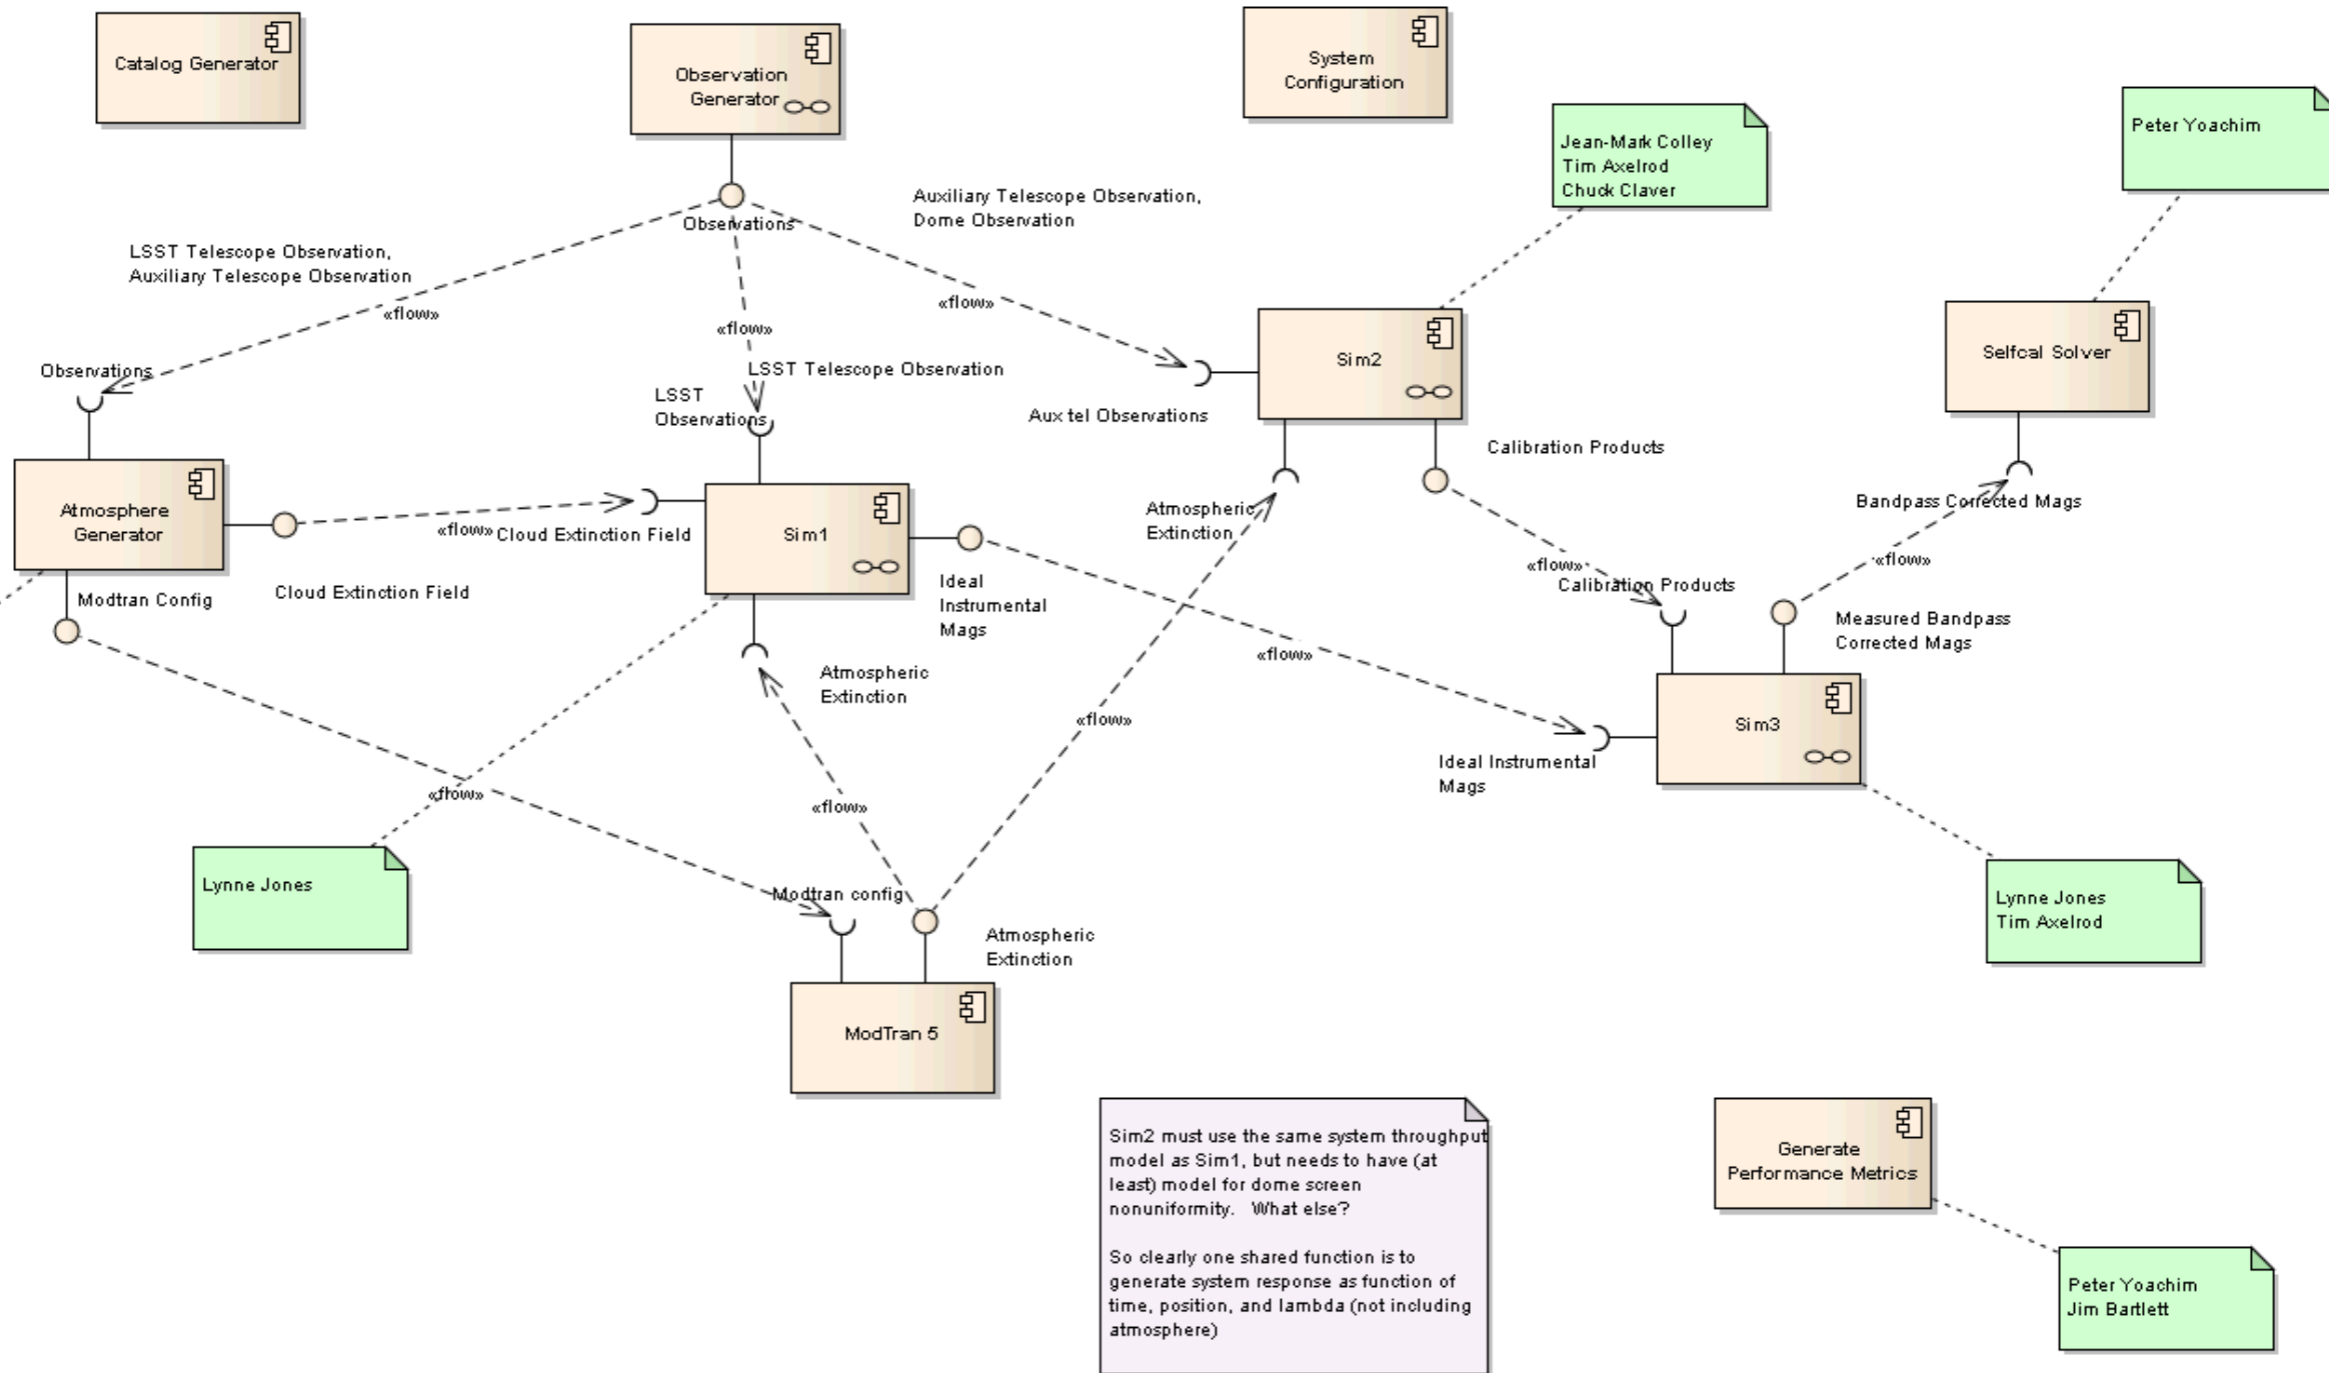 Catalog Generator
Observation
Generator
System
Configuration
Jean-Mark Colley
Tim Axelrod
Chuck Claver
Peter Yoachim
Observations
Auxiliary Telescope Observation,
Dome Observation
LSST Telescope Observation,
Auxiliary Telescope Observation
«flow»
«flow»
«flow»
Observations
LSST Telescope Observation
LSST
Observations
Aux tel Observations
Sim2
Selfcal Solver
Calibration Products
Atmosphere
Generator
«flow»
Cloud Extinction Field
Cloud Extinction Field
Modtran Config
Sim1
Ideal
Instrumental
Mags
Atmospheric
Extinction
Atmospheric
Extinction
Bandpass Corrected Mags
«flow»
Calibration Products
«flow»
Measured Bandpass
Corrected Mags
«flow»
«flow»
Sim3
Ideal Instrumental
Mags
«flow»
«flow»
Lynne Jones
Modtran config
Atmospheric
Extinction
Lynne Jones
Tim Axelrod
ModTran 5
Sim2 must use the same system throughput
model as Sim1, but needs to have (at
least) model for dome screen
nonuniformity.   What else?
So clearly one shared function is to
generate system response as function of
time, position, and lambda (not including
atmosphere)
Generate
Performance Metrics
Peter Yoachim
Jim Bartlett